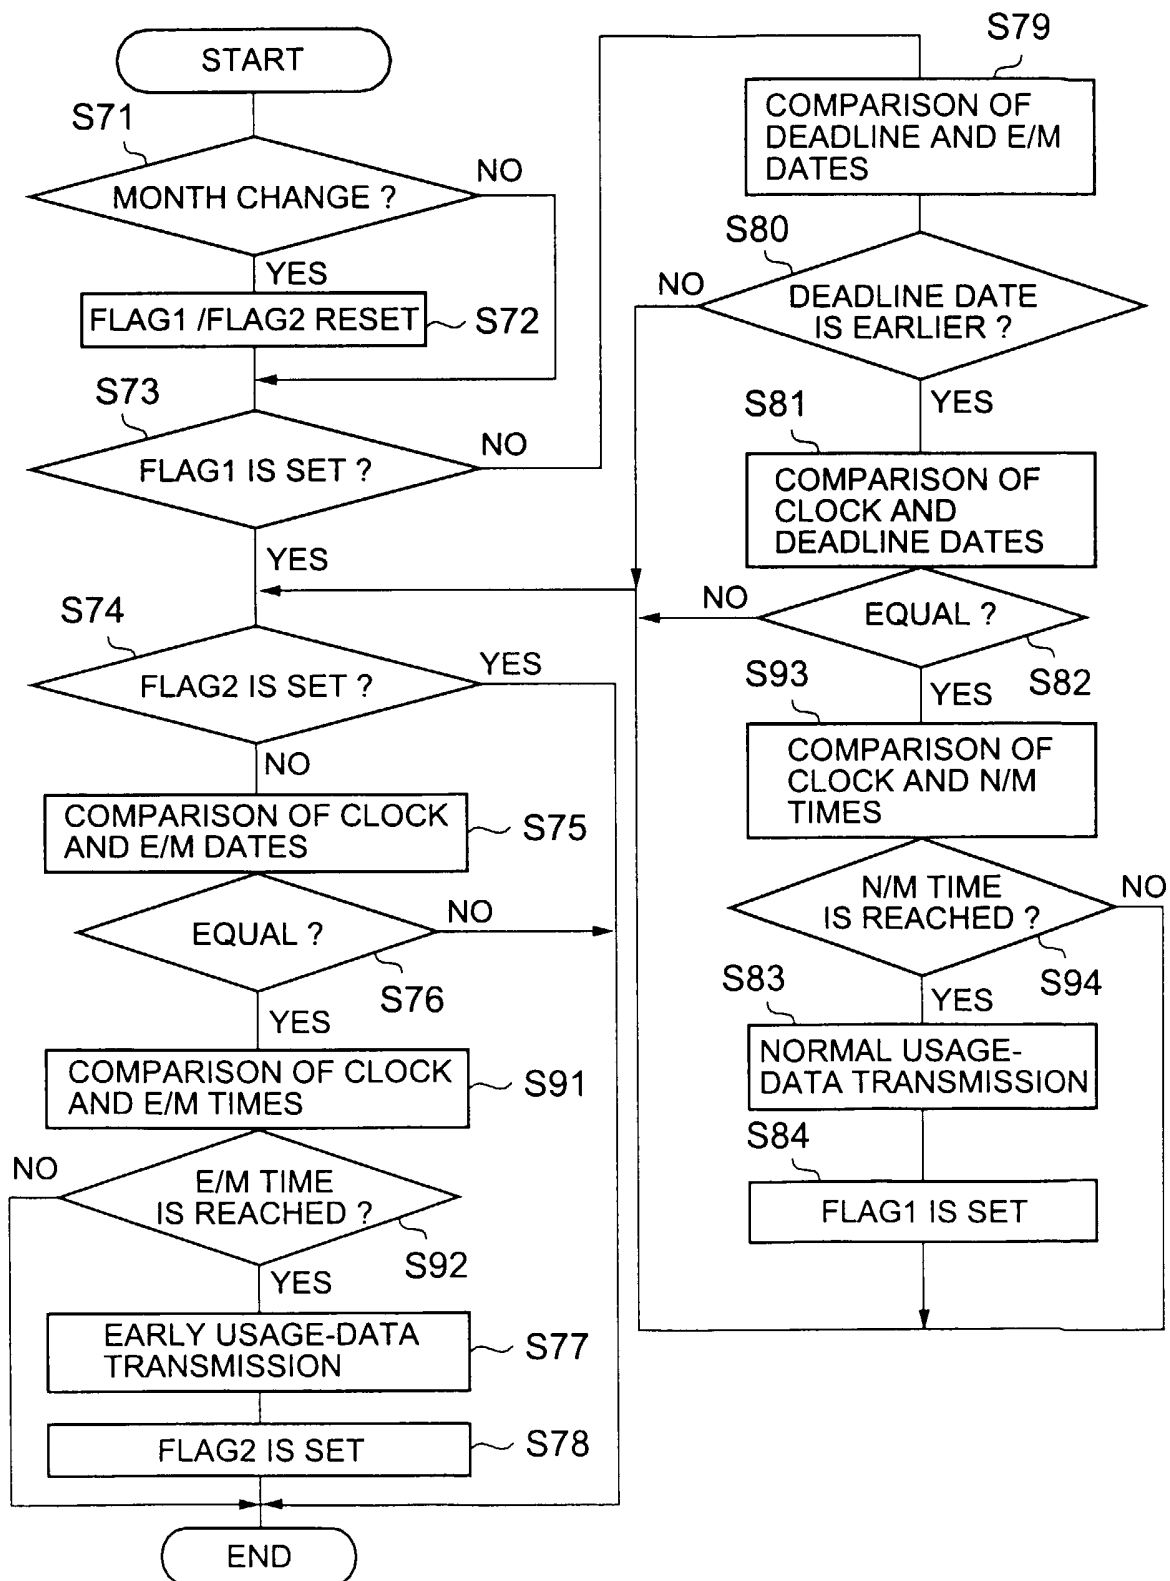 START
S71
MONTH CHANGE ?
NO
YES
FLAG1 /FLAG2 RESET
S72
S73
FLAG1 IS SET ?
NO
YES
S74
FLAG2 IS SET ?
YES
NO
COMPARISON OF CLOCK
AND E/M DATES
S75
EQUAL ?
NO
S76
YES
COMPARISON OF CLOCK
AND E/M TIMES
S91
NO
E/M TIME
IS REACHED ?
S92
YES
EARLY USAGE-DATA
TRANSMISSION
S77
FLAG2 IS SET
S78
END
S79
COMPARISON OF
DEADLINE AND E/M
DATES
S80
NO
DEADLINE DATE
IS EARLIER ?
YES
S81
COMPARISON OF
CLOCK AND
DEADLINE DATES
NO
EQUAL ?
S82
YES
S93
COMPARISON OF
CLOCK AND N/M
TIMES
N/M TIME
IS REACHED ?
NO
S94
YES
S83
NORMAL USAGE-
DATA TRANSMISSION
S84
FLAG1 IS SET